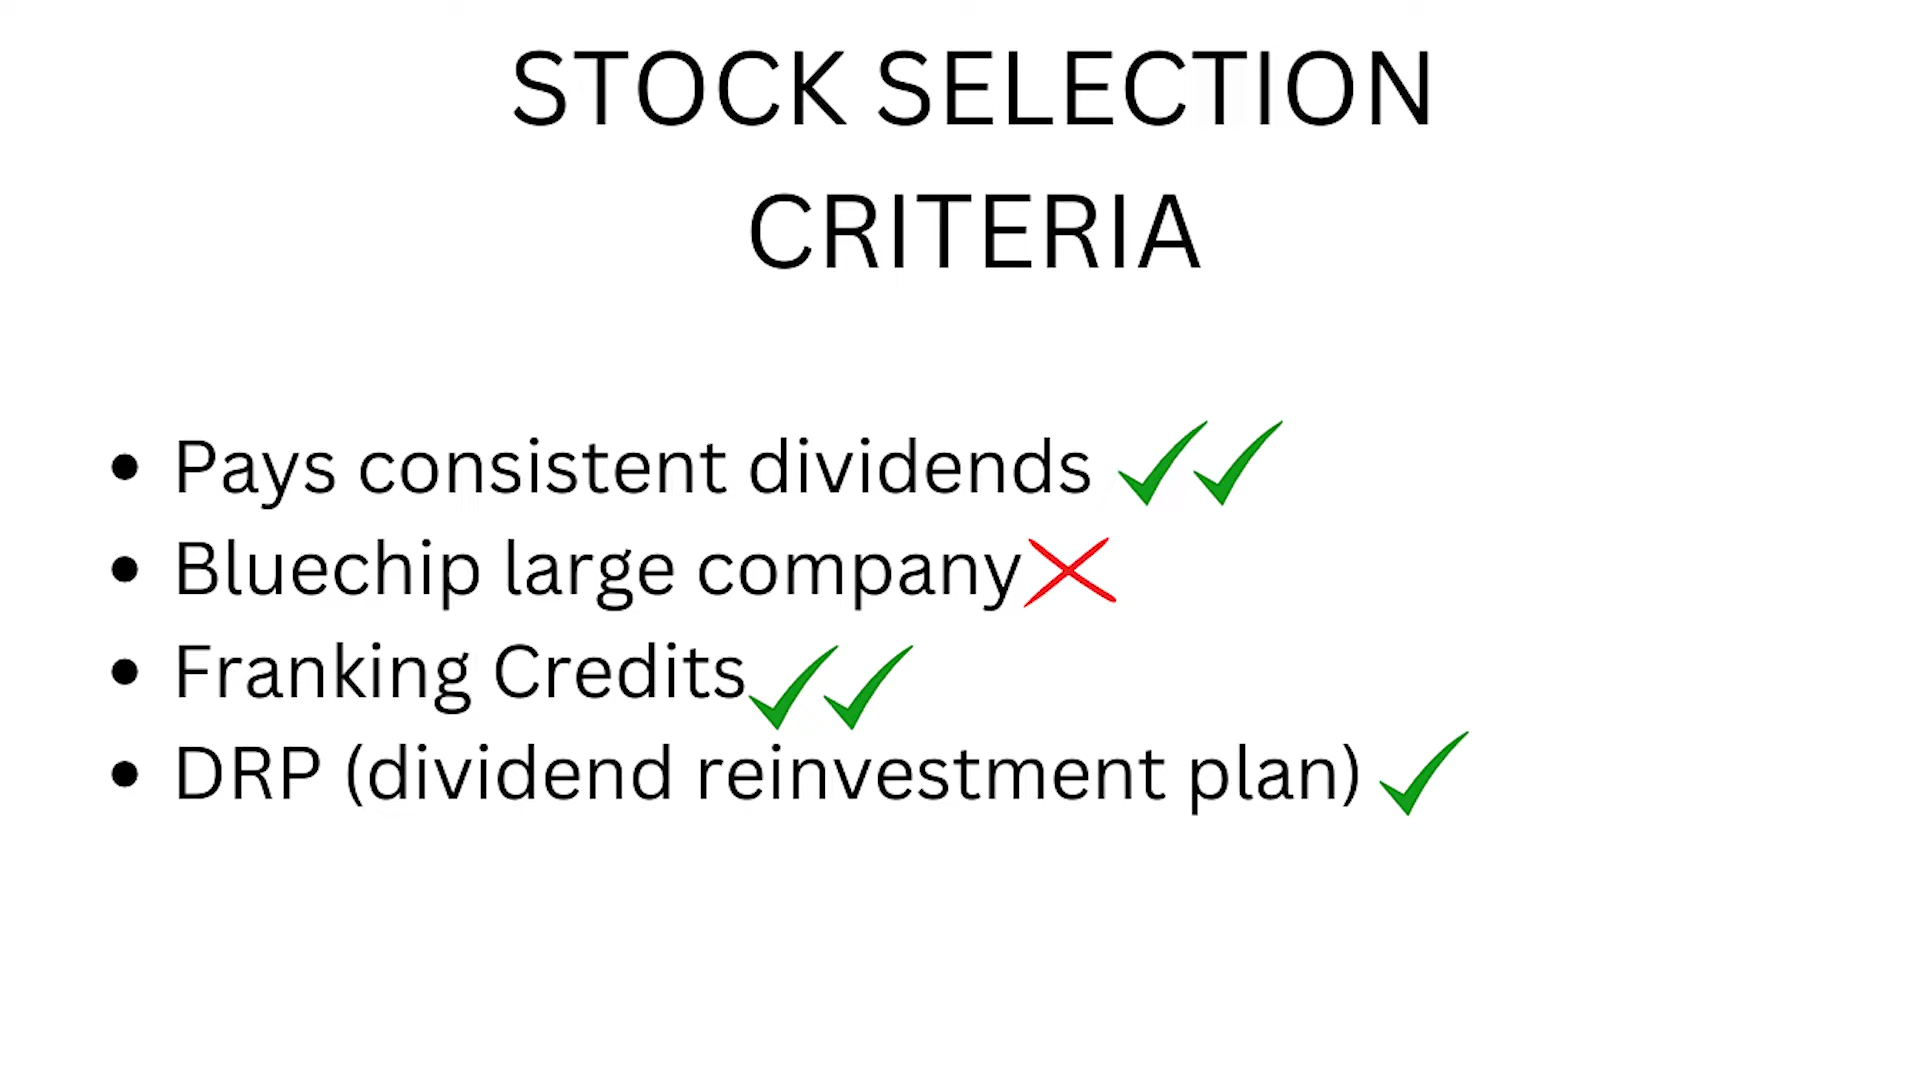 STOCK SELECTION
CRITERIA
• Pays consistent dividends ✓✓
• Bluechip large company ✗
• Franking Credits ✓✓
• DRP (dividend reinvestment plan) ✓